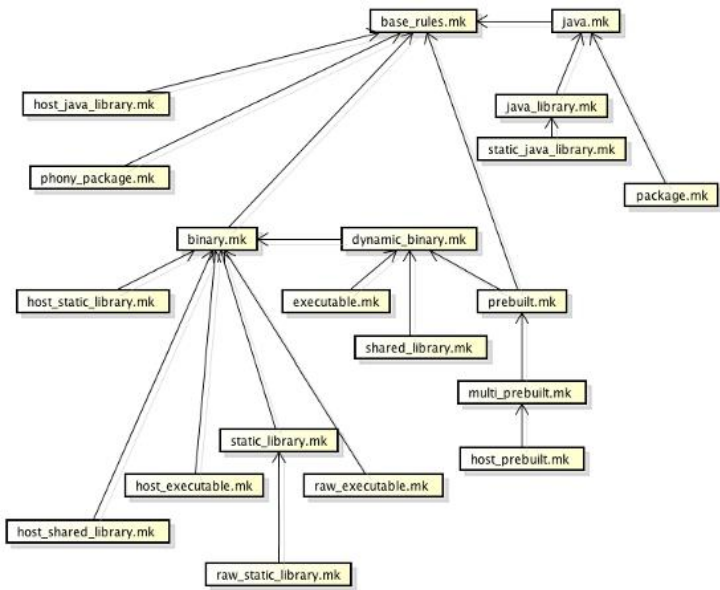 base_rules.mk
java.mk
host_java_library.mk
java_library.mk
static_java_library.mk
phony_package.mk
package.mk
binary.mk
dynamic_binary.mk
host_static_library.mk
executable.mk
prebuilt.mk
shared_library.mk
multi_prebuilt.mk
static_library.mk
host_prebuilt.mk
host_executable.mk
raw_executable.mk
host_shared_library.mk
raw_static_library.mk